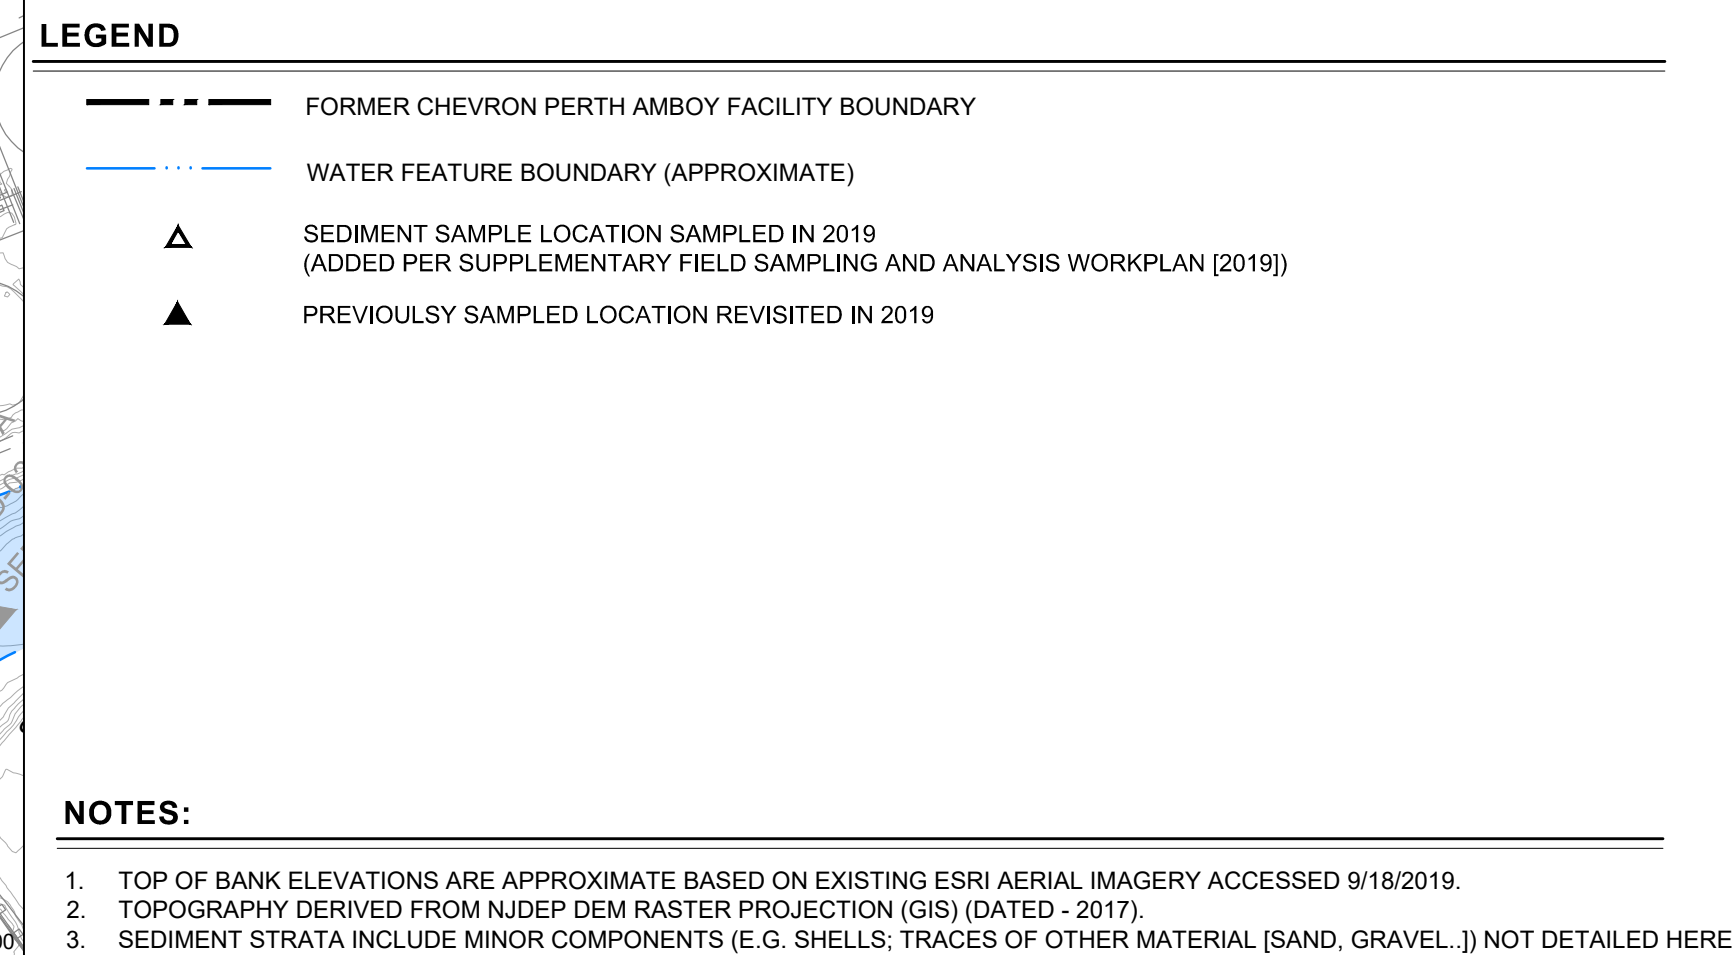 LEGEND
FORMER CHEVRON PERTH AMBOY FACILITY BOUNDARY
WATER FEATURE BOUNDARY (APPROXIMATE)
SEDIMENT SAMPLE LOCATION SAMPLED IN 2019
(ADDED PER SUPPLEMENTARY FIELD SAMPLING AND ANALYSIS WORKPLAN [2019])
PREVIOULSY SAMPLED LOCATION REVISITED IN 2019
NOTES:
1. TOP OF BANK ELEVATIONS ARE APPROXIMATE BASED ON EXISTING ESRI AERIAL IMAGERY ACCESSED 9/18/2019.
2. TOPOGRAPHY DERIVED FROM NJDEP DEM RASTER PROJECTION (GIS) (DATED - 2017).
3. SEDIMENT STRATA INCLUDE MINOR COMPONENTS (E.G. SHELLS; TRACES OF OTHER MATERIAL [SAND, GRAVEL..]) NOT DETAILED HERE